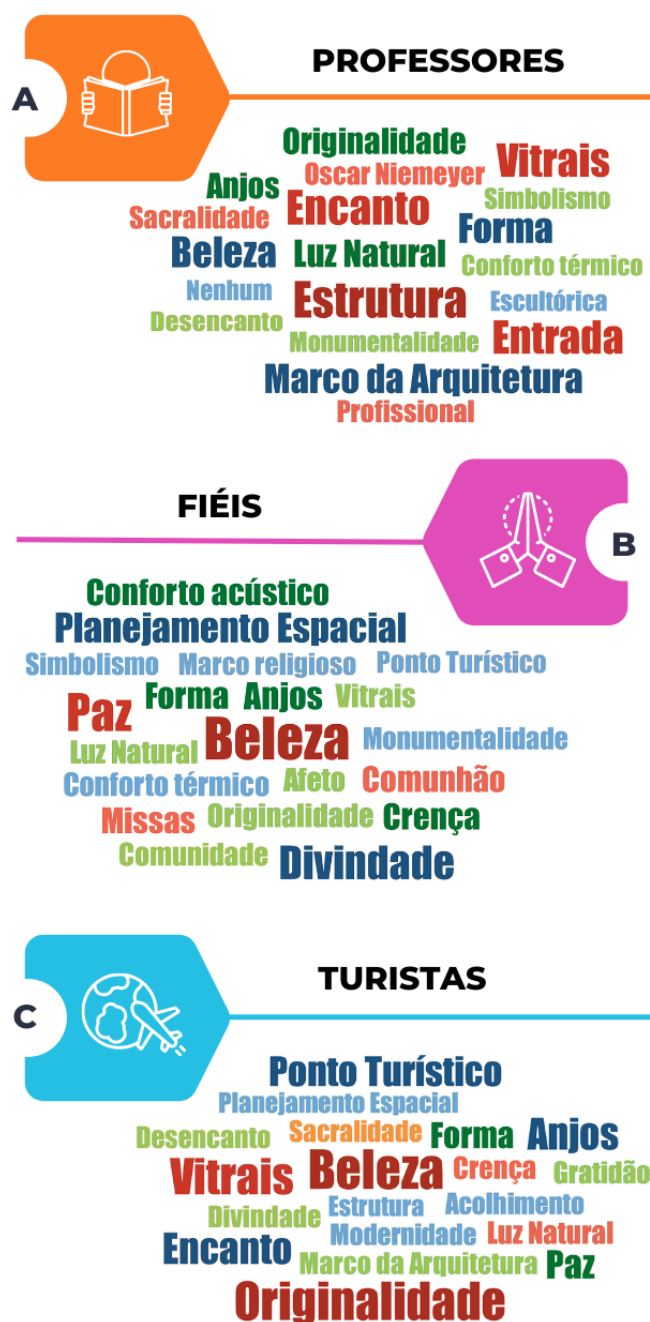 A
PROFESSORES
Originalidade
Oscar Niemeyer Vitrais
Anjos Simbolismo
Sacralidade Encanto Forma
Beleza Luz Natural Conforto térmico
Nenhum Estrutura Escultórica
Desencanto Monumentalidade Entrada
Marco da Arquitetura
Profissional
FIÉIS
B
Conforto acústico
Planejamento Espacial
Simbolismo Marco religioso Ponto Turístico
Paz Forma Anjos Vitrais
Luz Natural Beleza Monumentalidade
Conforto térmico Afeto Comunhão
Missas Originalidade Crença
Comunidade Divindade
C
TURISTAS
Ponto Turístico
Planejamento Espacial
Desencanto Sacralidade Forma Anjos
Vitrais Beleza Crença Gratidão
Divindade Estrutura Acolhimento
Encanto Modernidade Luz Natural
Marco da Arquitetura Paz
Originalidade